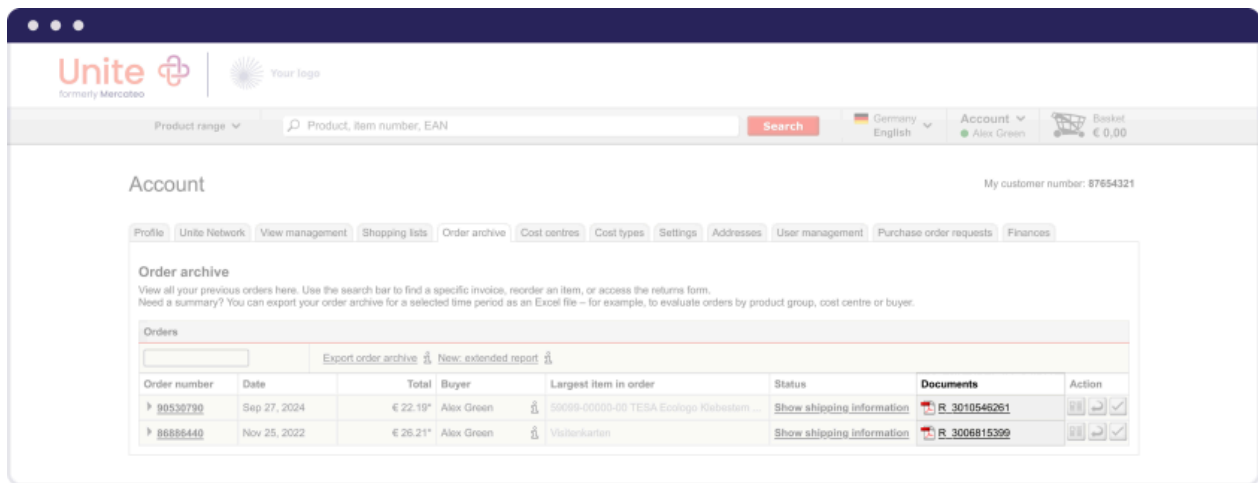 Unite
formerly Mercateo
Your logo
Product range
Product, item number, EAN
Search
Germany
English
Account
Alex Green
Basket
€ 0,00
Account
My customer number: 87654321
Profile Unite Network View management Shopping lists Order archive Cost centres Cost types Settings Addresses User management Purchase order requests Finances
Order archive
View all your previous orders here. Use the search bar to find a specific invoice, reorder an item, or access the returns form.
Need a summary? You can export your order archive for a selected time period as an Excel file – for example, to evaluate orders by product group, cost centre or buyer.
Orders
Export order archive New: extended report
Order number Date Total Buyer Largest item in order Status Documents Action
90530790 Sep 27, 2024 € 22.19* Alex Green 59069-00000-00 TESA Ecologo Klebestem ... Show shipping information R_3010546261
86886440 Nov 25, 2022 € 26.21* Alex Green Visitenkarten Show shipping information R_3006815399